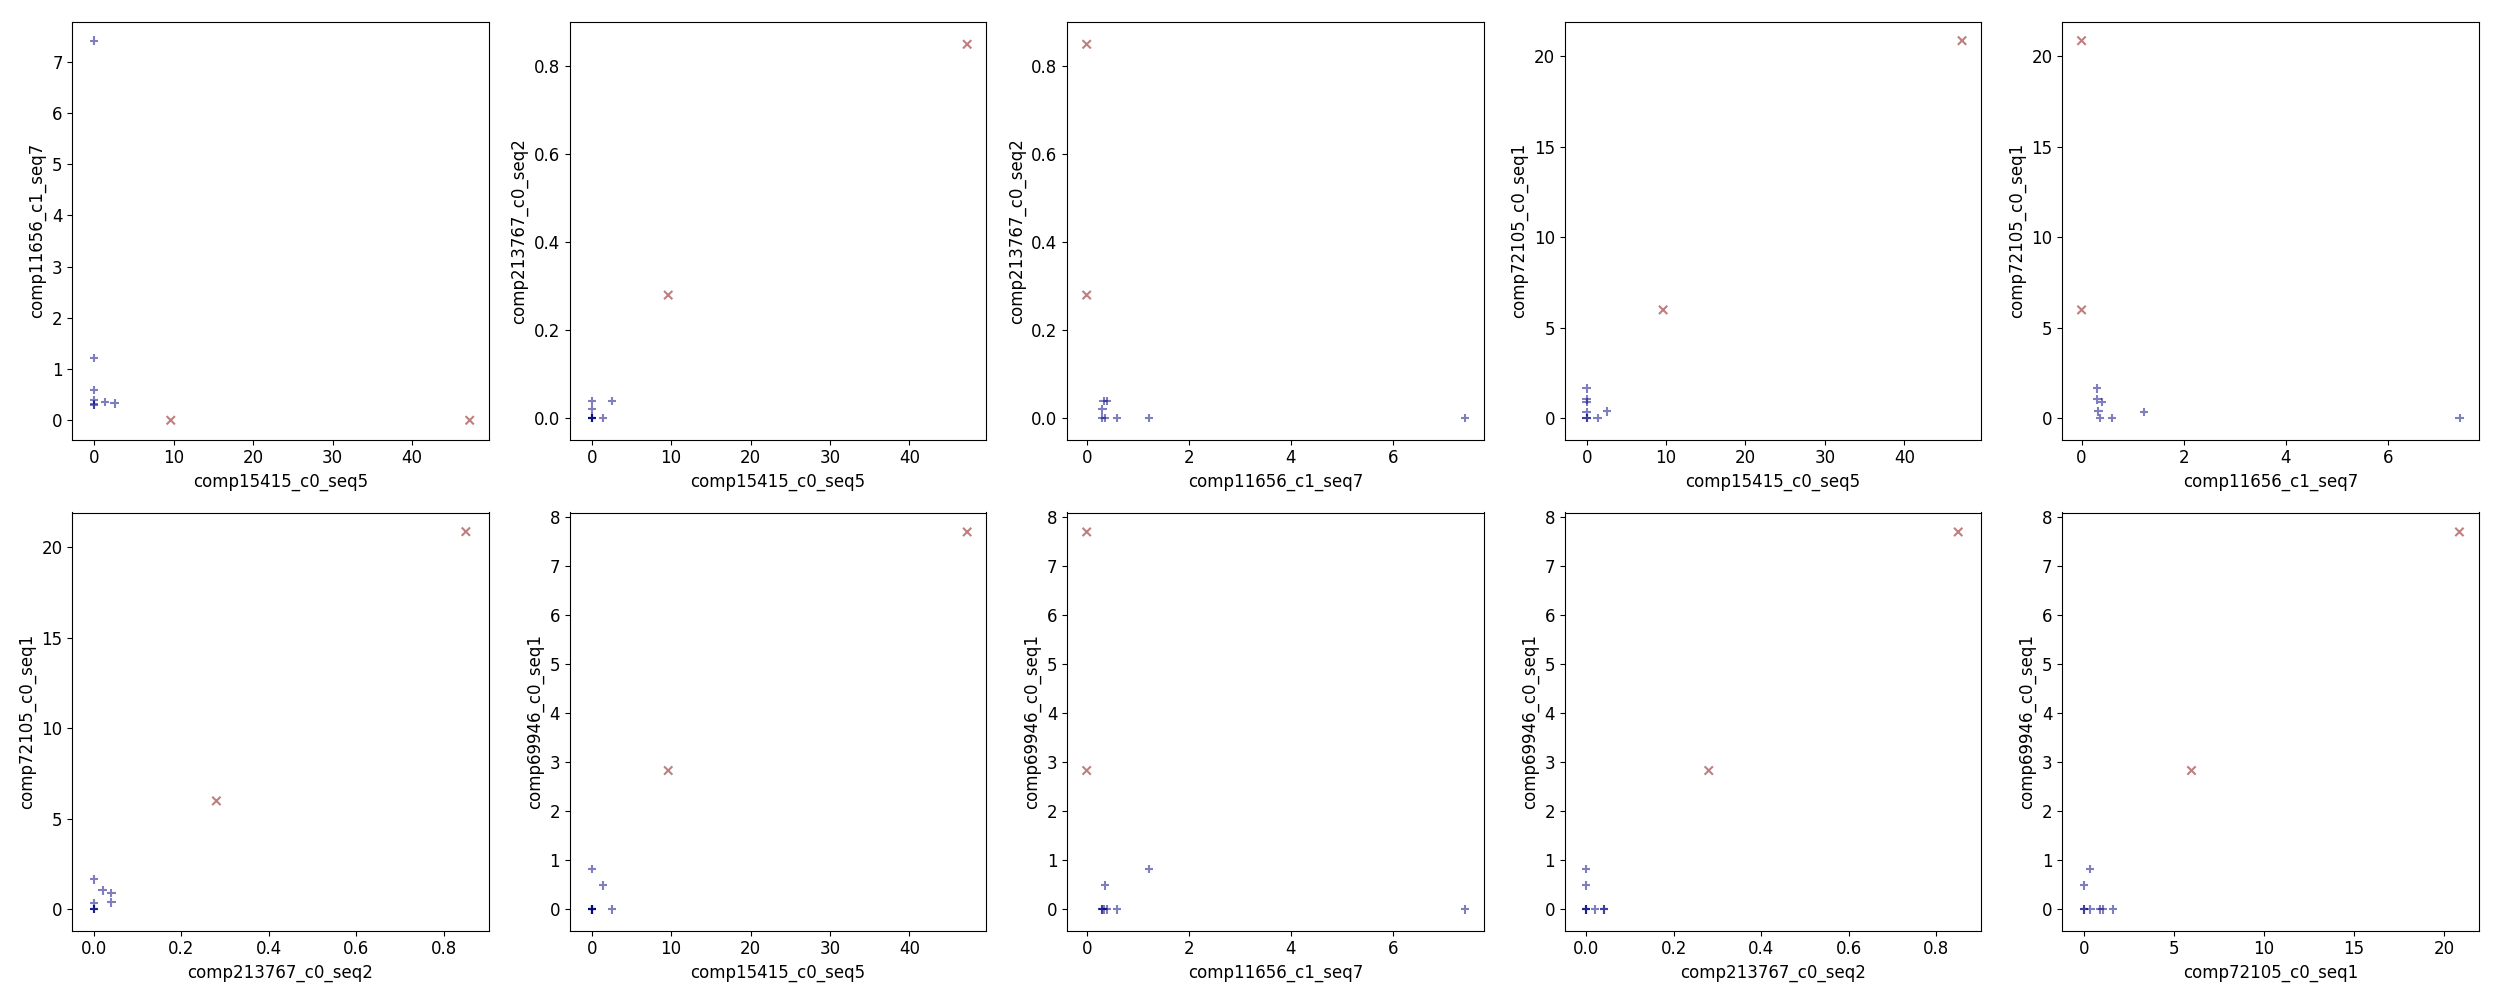 comp11656_c1_seq7
7
6
5
4
3
2
1
0
0 10 20 30 40
comp15415_c0_seq5
comp213767_c0_seq2
0.8
0.6
0.4
0.2
0.0
0 10 20 30 40
comp15415_c0_seq5
comp213767_c0_seq2
0.8
0.6
0.4
0.2
0.0
0 2 4 6
comp11656_c1_seq7
comp72105_c0_seq1
20
15
10
5
0
0 10 20 30 40
comp15415_c0_seq5
comp72105_c0_seq1
20
15
10
5
0
0 2 4 6
comp11656_c1_seq7
comp72105_c0_seq1
20
15
10
5
0
0.0 0.2 0.4 0.6 0.8
comp213767_c0_seq2
comp69946_c0_seq1
8
7
6
5
4
3
2
1
0
0 10 20 30 40
comp15415_c0_seq5
comp69946_c0_seq1
8
7
6
5
4
3
2
1
0
0 2 4 6
comp11656_c1_seq7
comp69946_c0_seq1
8
7
6
5
4
3
2
1
0
0.0 0.2 0.4 0.6 0.8
comp213767_c0_seq2
comp69946_c0_seq1
8
7
6
5
4
3
2
1
0
0 5 10 15 20
comp72105_c0_seq1